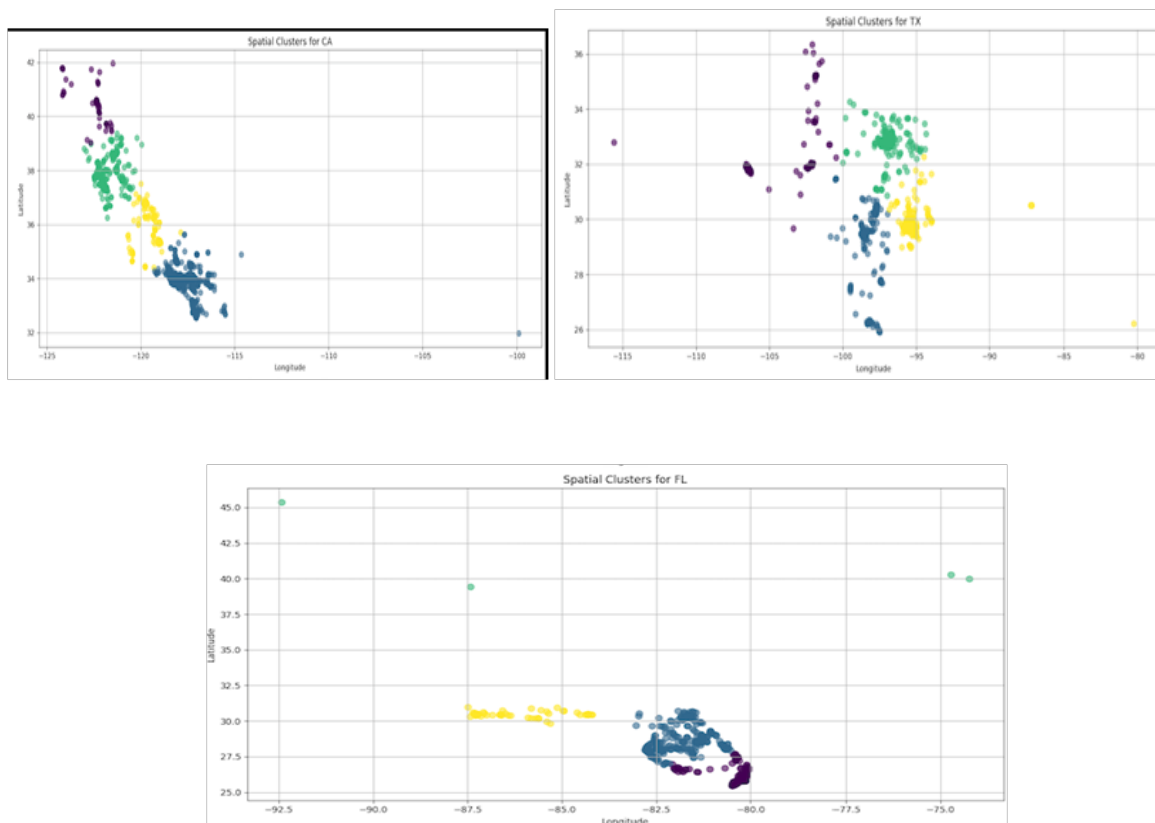 Spatial Clusters for CA
42
40
38
36
34
32
Latitude
−125 −120 −115 −110 −105 −100
Longitude
Spatial Clusters for TX
36
34
32
30
28
26
Latitude
−115 −110 −105 −100 −95 −90 −85 −80
Longitude
Spatial Clusters for FL
45.0
42.5
40.0
37.5
35.0
32.5
30.0
27.5
25.0
Latitude
−92.5 −90.0 −87.5 −85.0 −82.5 −80.0 −77.5 −75.0
Longitude